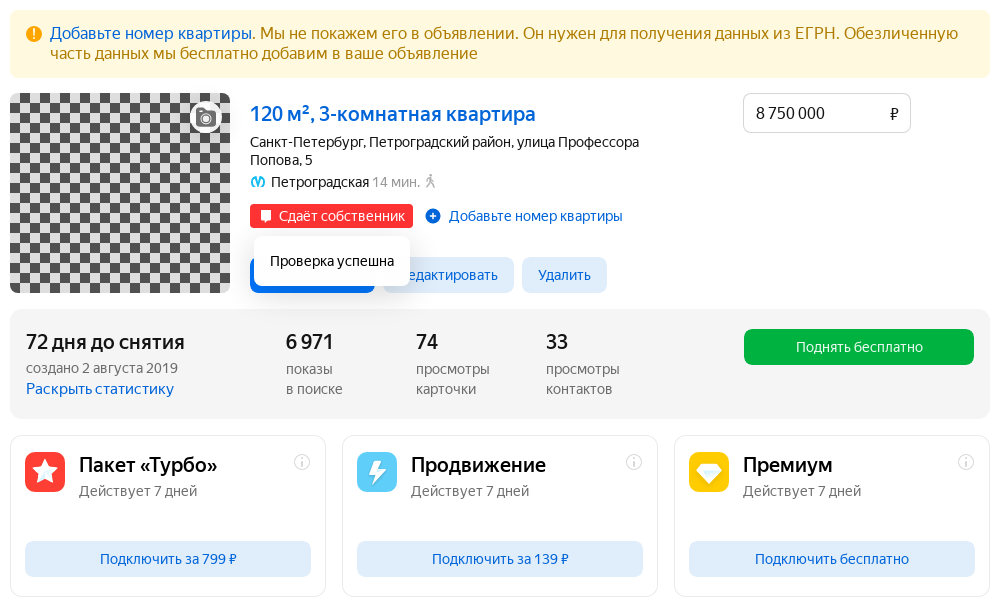 Добавьте номер квартиры. Мы не покажем его в объявлении. Он нужен для получения данных из ЕГРН. Обезличенную
часть данных мы бесплатно добавим в ваше объявление
120 м², 3-комнатная квартира
8 750 000 ₽
Санкт-Петербург, Петроградский район, улица Профессора
Попова, 5
Петроградская 14 мин.
Сдаёт собственник
Добавьте номер квартиры
Проверка успешна
едактировать
Удалить
72 дня до снятия
создано 2 августа 2019
Раскрыть статистику
6 971
показы
в поиске
74
просмотры
карточки
33
просмотры
контактов
Поднять бесплатно
Пакет «Турбо»
Действует 7 дней
Подключить за 799 ₽
Продвижение
Действует 7 дней
Подключить за 139 ₽
Премиум
Действует 7 дней
Подключить бесплатно